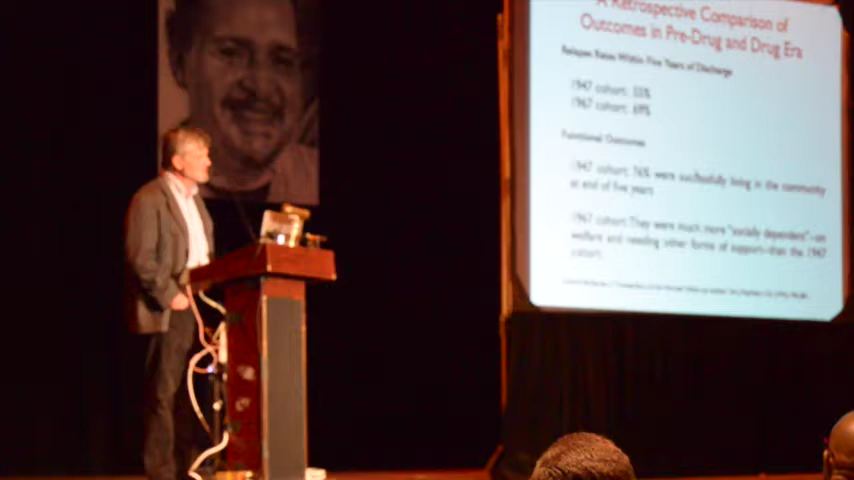 A Retrospective Comparison of
Outcomes in Pre-Drug and Drug Era
Relapse Rates Within Five Years of Discharge
1947 cohort: 55%
1967 cohort: 69%
Functional Outcomes
1947 cohort: 76% were successfully living in the community
at end of five years
1967 cohort: They were much more "socially dependent"--on
welfare and needing other forms of support--than the 1947
cohort.